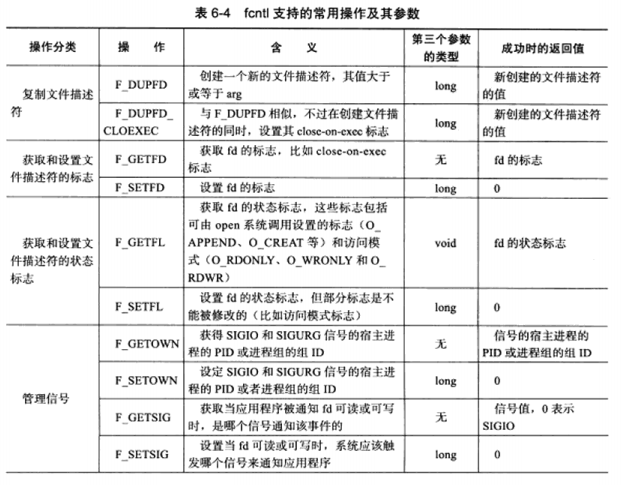 表 6-4 fcntl 支持的常用操作及其参数
操作分类 操 作 含 义 第三个参数的类型 成功时的返回值
复制文件描述符
F_DUPFD
创建一个新的文件描述符，其值大于
或等于 arg
long
新创建的文件描述符
的值
F_DUPFD_
CLOEXEC
与 F_DUPFD 相似，不过在创建文件描
述符的同时，设置其 close-on-exec 标志
long
新创建的文件描述符
的值
获取和设置文
件描述符的标志
F_GETFD
获取 fd 的标志，比如 close-on-exec
标志
无
fd 的标志
F_SETFD
设置 fd 的标志
long
0
获取和设置文
件描述符的状态
标志
F_GETFL
获取 fd 的状态标志，这些标志包括
可由 open 系统调用设置的标志（O_
APPEND、O_CREAT 等）和访问模
式（O_RDONLY、O_WRONLY 和 O_
RDWR）
void
fd 的状态标志
F_SETFL
设置 fd 的状态标志，但部分标志是不
能被修改的（比如访问模式标志）
long
0
管理信号
F_GETOWN
获得 SIGIO 和 SIGURG 信号的宿主进
程的 PID 或进程组的组 ID
无
信号的宿主进程的
PID 或进程组的组 ID
F_SETOWN
设定 SIGIO 和 SIGURG 信号的宿主进
程的 PID 或者进程组的组 ID
long
0
F_GETSIG
获取当应用程序被通知 fd 可读或可写
时，是哪个信号通知该事件的
无
信号值，0 表示
SIGIO
F_SETSIG
设置当 fd 可读或可写时，系统应该触
发哪个信号来通知应用程序
long
0